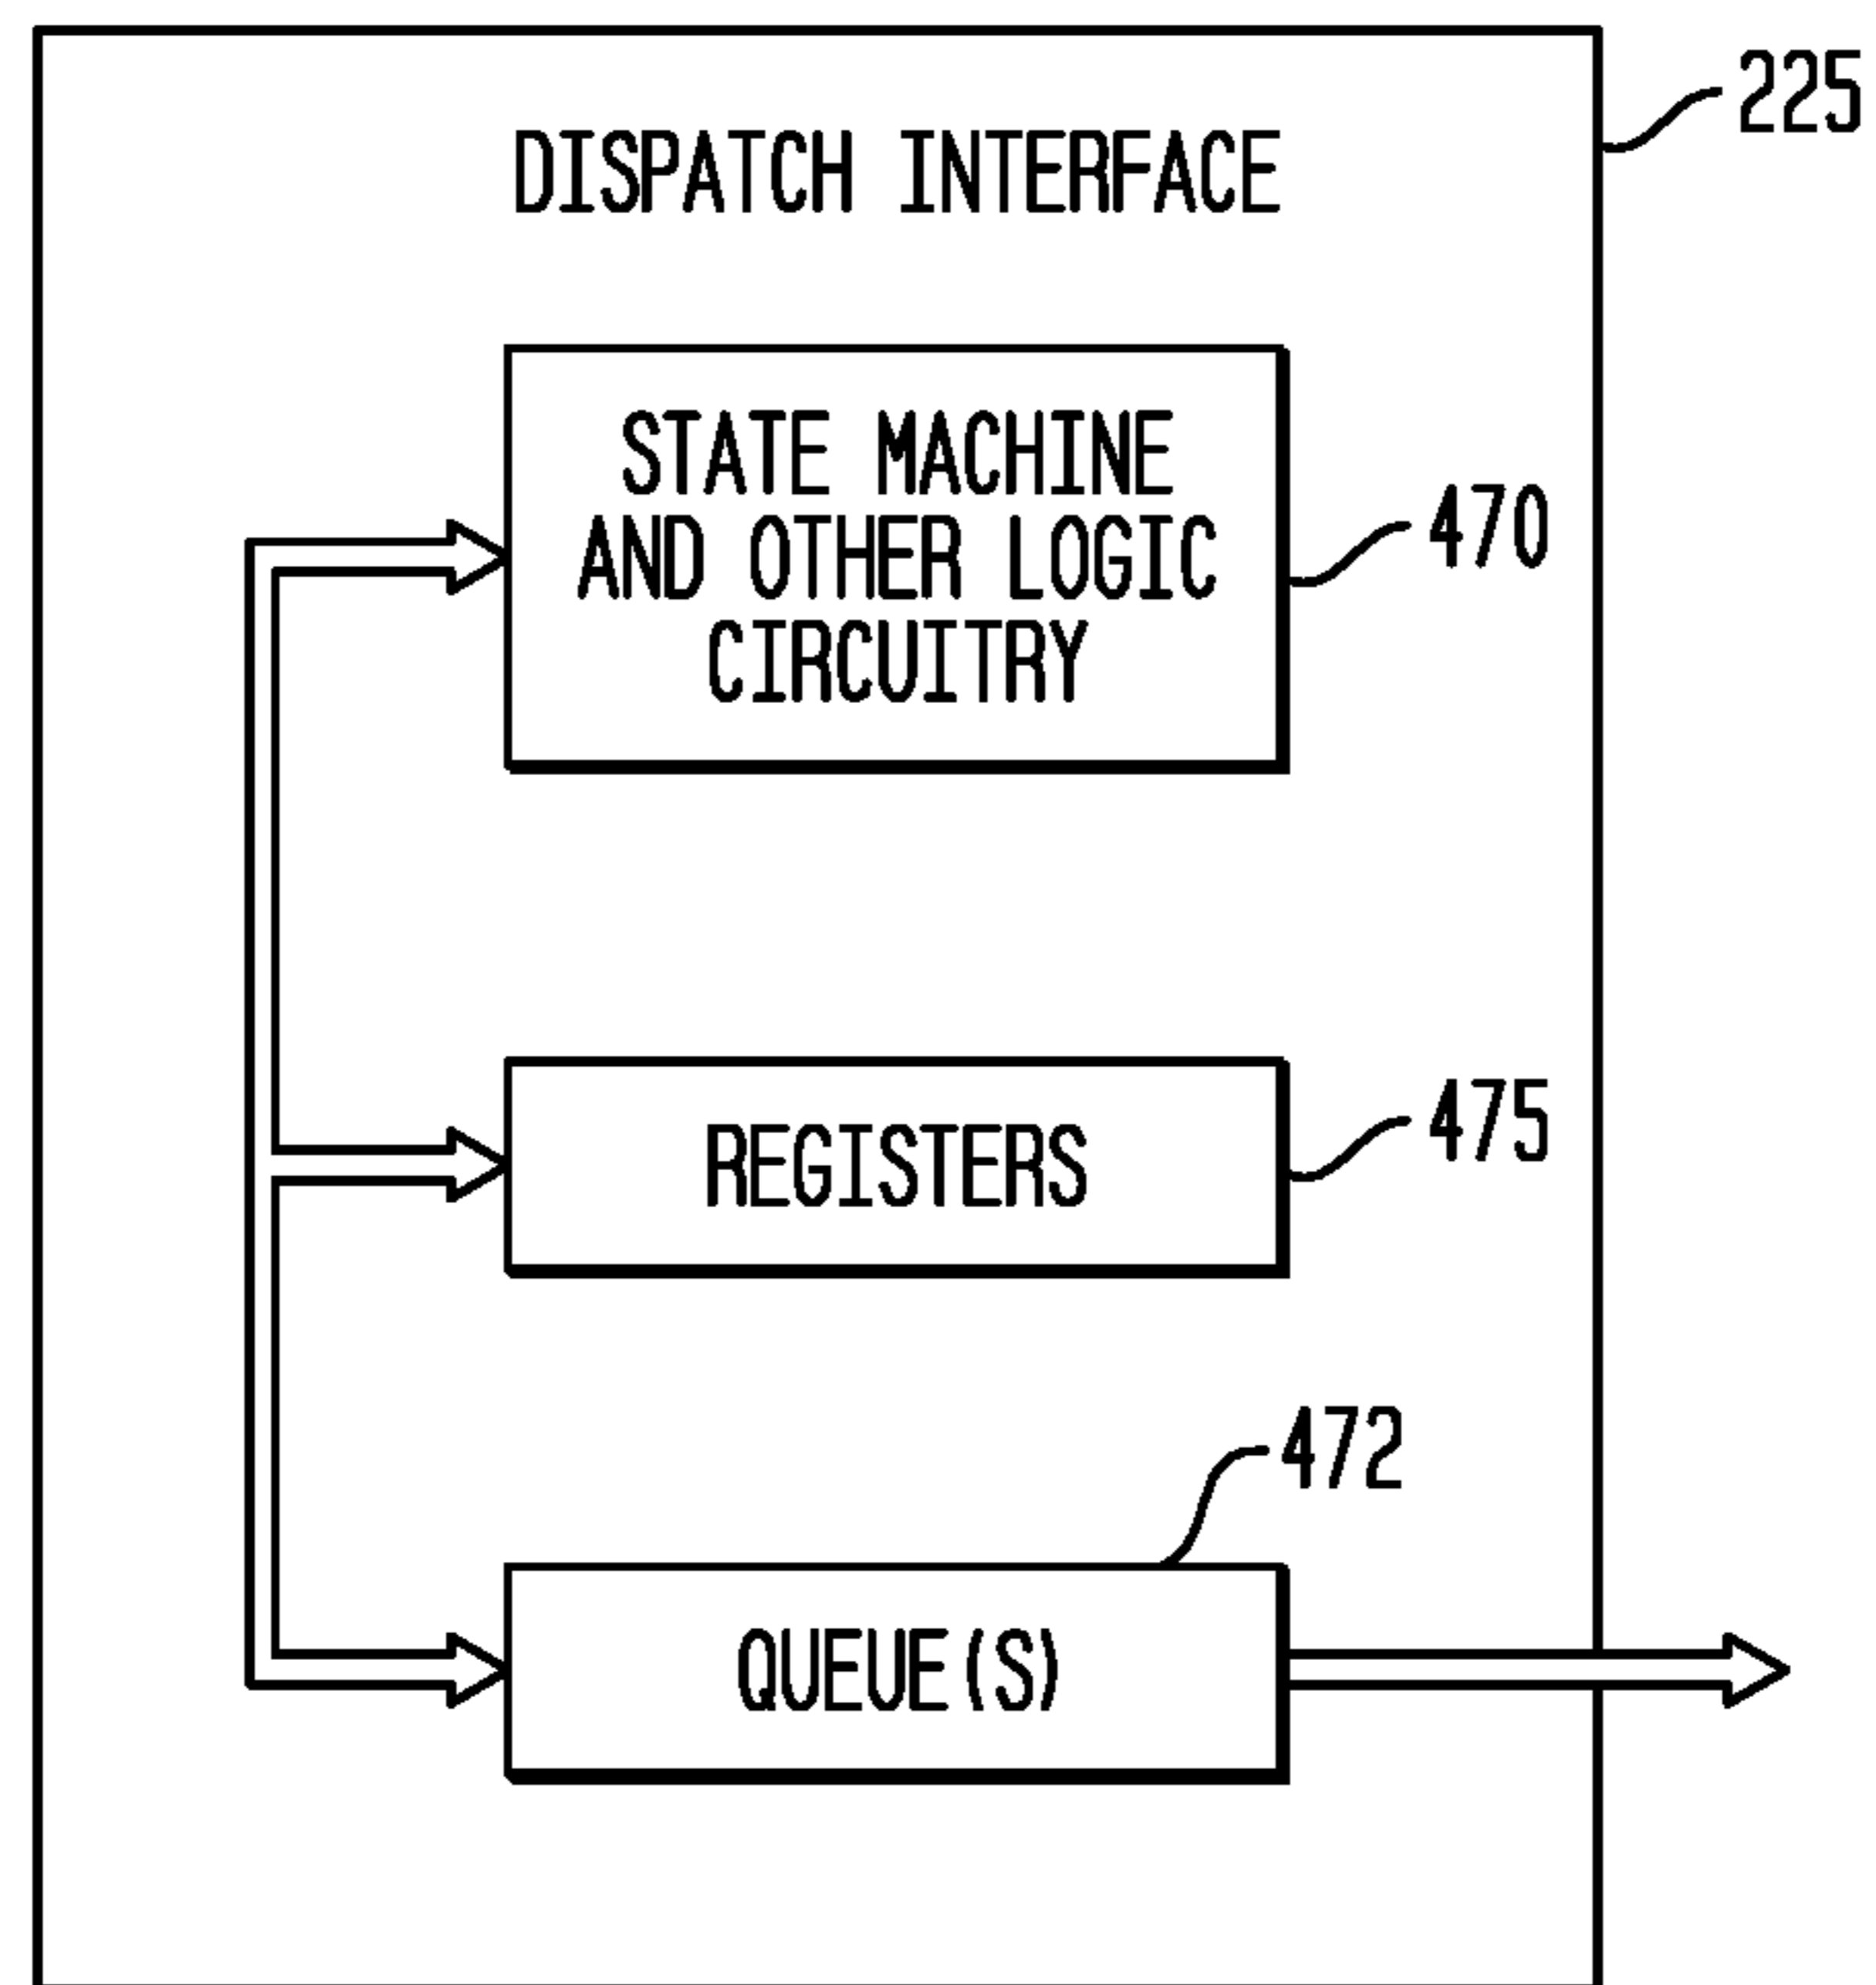 225
DISPATCH INTERFACE
STATE MACHINE
AND OTHER LOGIC
CIRCUITRY
470
REGISTERS
475
472
QUEUE(S)